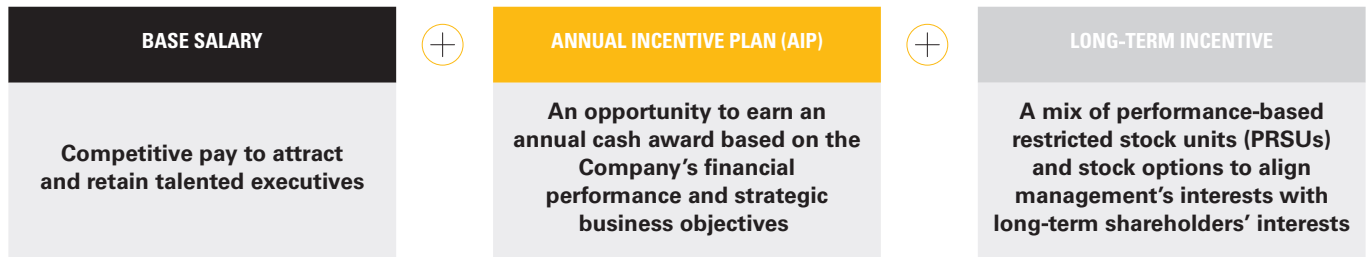 BASE SALARY
Competitive pay to attract
and retain talented executives
ANNUAL INCENTIVE PLAN (AIP)
An opportunity to earn an
annual cash award based on the
Company’s financial
performance and strategic
business objectives
LONG-TERM INCENTIVE
A mix of performance-based
restricted stock units (PRSUs)
and stock options to align
management’s interests with
long-term shareholders’ interests